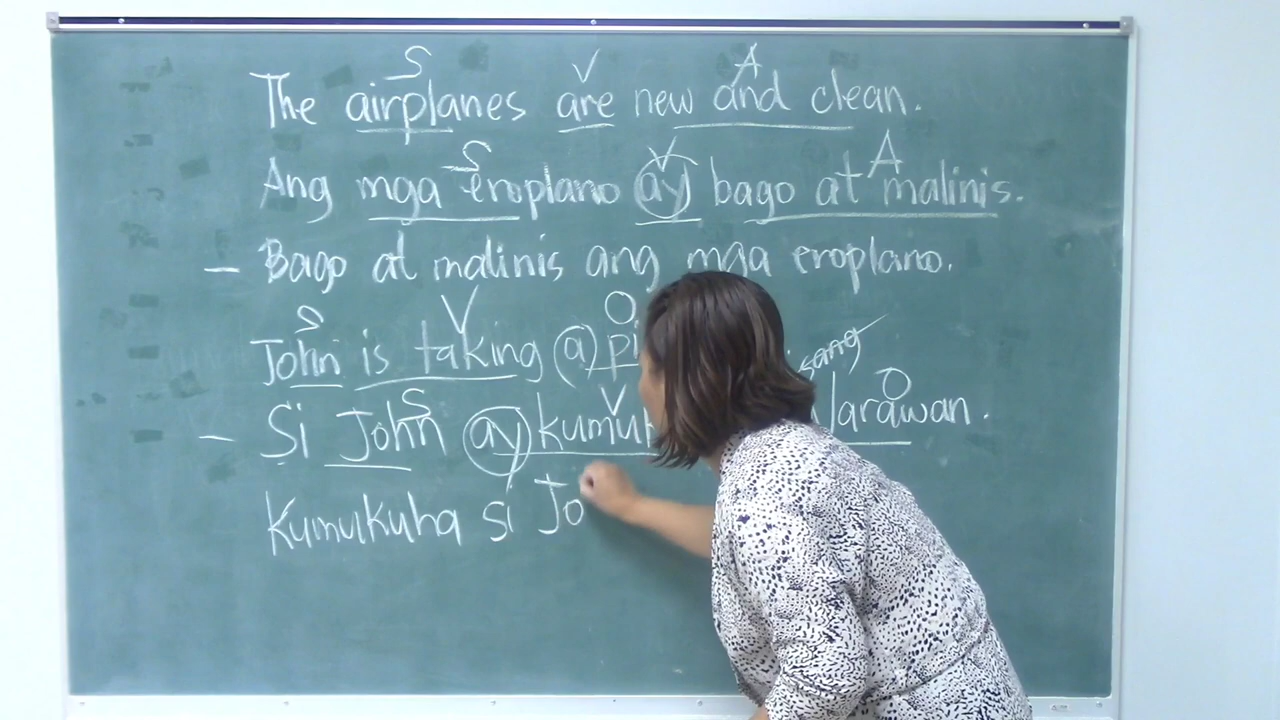 S V A
The airplanes are new and clean.
S V A
Ang mga eroplano ay bago at malinis.
– Bago at malinis ang mga eroplano.
S V O
John is taking a pi
isang
S V O
– Si John ay kumuk larawan.
Kumukuha si Jo